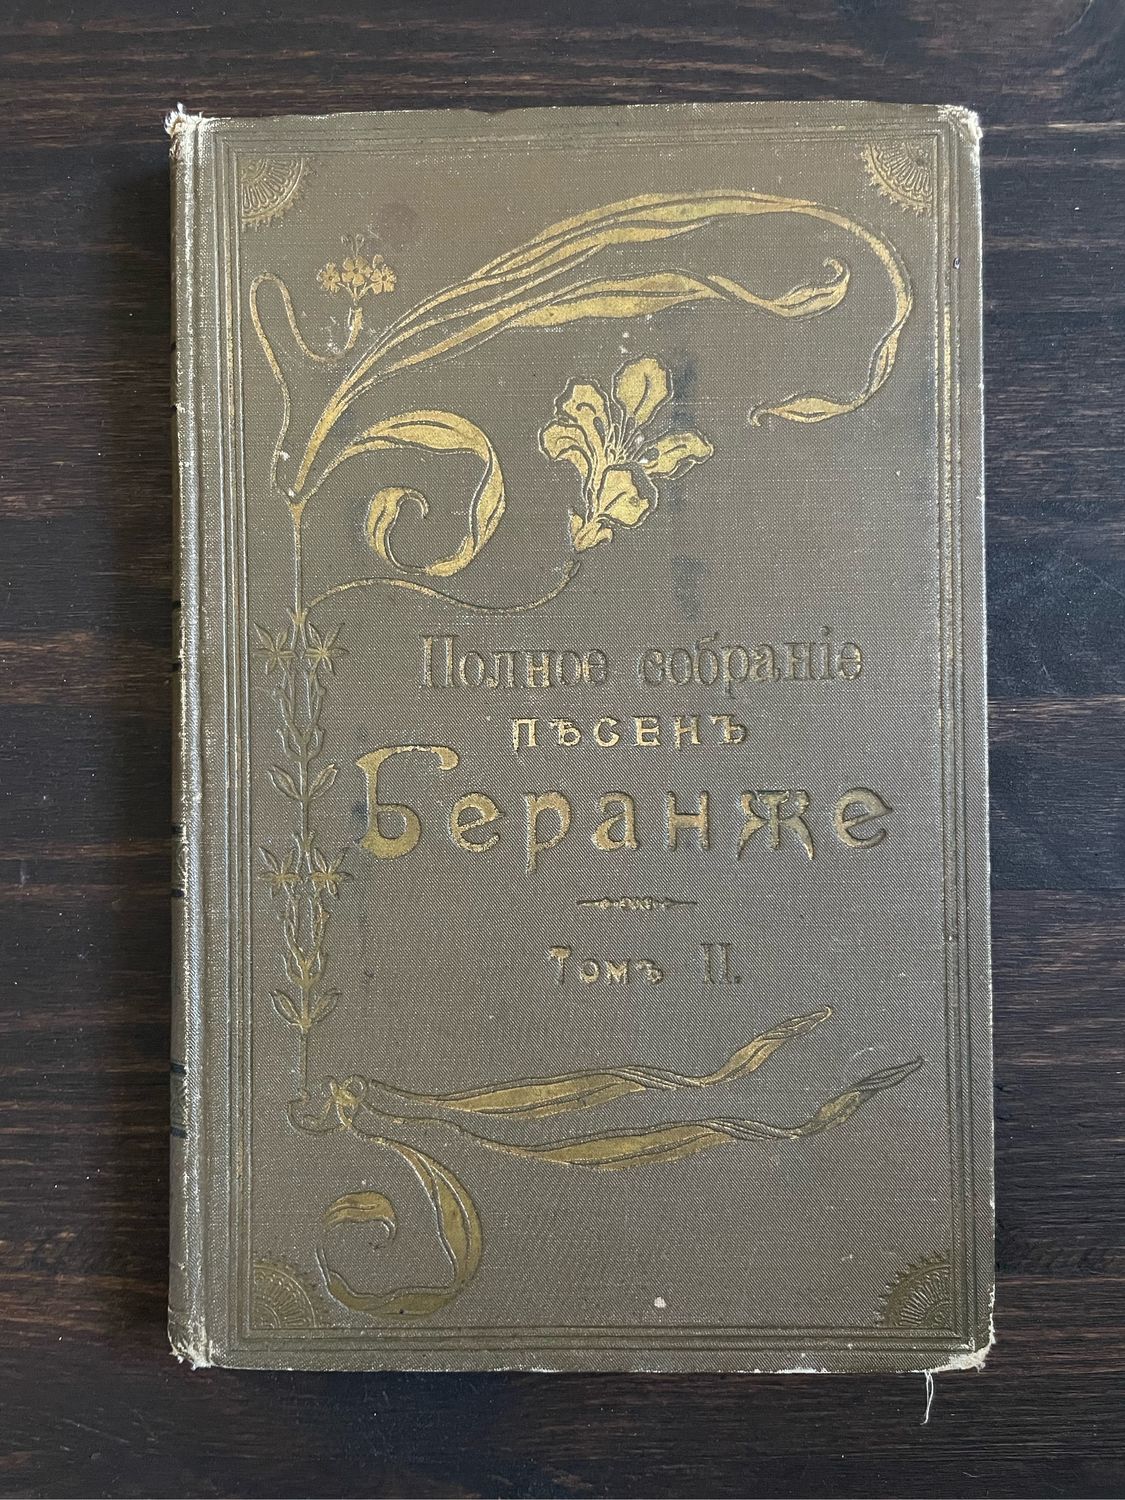 Полное собраніе
пѣсенъ
Беранже
Томъ II.